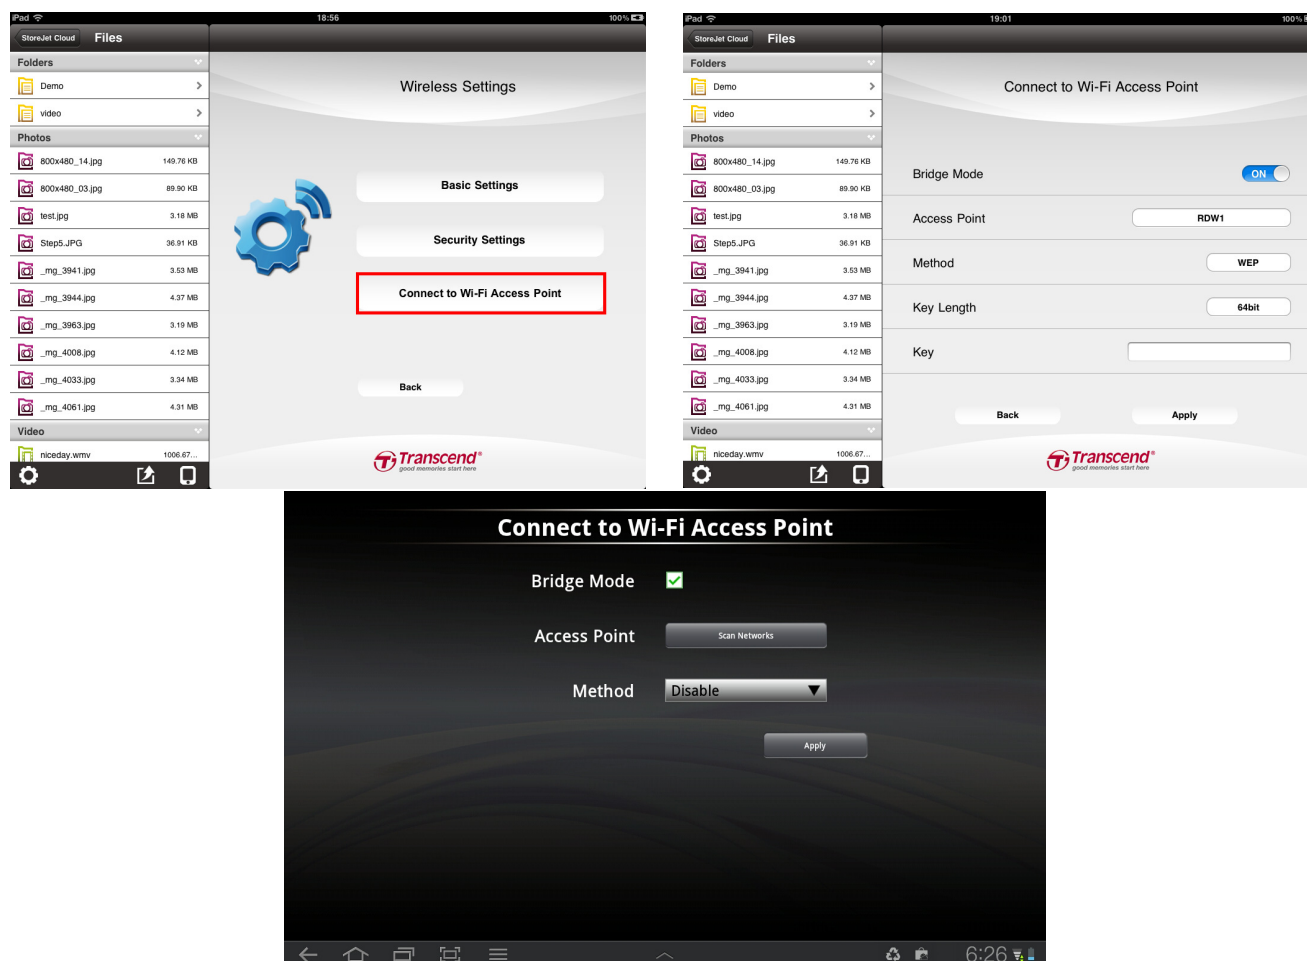 iPad 18:56 100%
StoreJet Cloud Files
Folders
Demo
video
Photos
800x480_14.jpg 149.76 KB
800x480_03.jpg 89.90 KB
test.jpg 3.18 MB
Step5.JPG 36.91 KB
_mg_3941.jpg 3.53 MB
_mg_3944.jpg 4.37 MB
_mg_3963.jpg 3.19 MB
_mg_4008.jpg 4.12 MB
_mg_4033.jpg 3.34 MB
_mg_4061.jpg 4.31 MB
Video
niceday.wmv 1006.67...
Wireless Settings
Basic Settings
Security Settings
Connect to Wi-Fi Access Point
Back
Transcend®
good memories start here
iPad 19:01 100%
StoreJet Cloud Files
Folders
Demo
video
Photos
800x480_14.jpg 149.76 KB
800x480_03.jpg 89.90 KB
test.jpg 3.18 MB
Step5.JPG 36.91 KB
_mg_3941.jpg 3.53 MB
_mg_3944.jpg 4.37 MB
_mg_3963.jpg 3.19 MB
_mg_4008.jpg 4.12 MB
_mg_4033.jpg 3.34 MB
_mg_4061.jpg 4.31 MB
Video
niceday.wmv 1006.67...
Connect to Wi-Fi Access Point
Bridge Mode ON
Access Point RDW1
Method WEP
Key Length 64bit
Key
Back Apply
Transcend®
good memories start here
Connect to Wi-Fi Access Point
Bridge Mode
Access Point Scan Networks
Method Disable
Apply
6:26